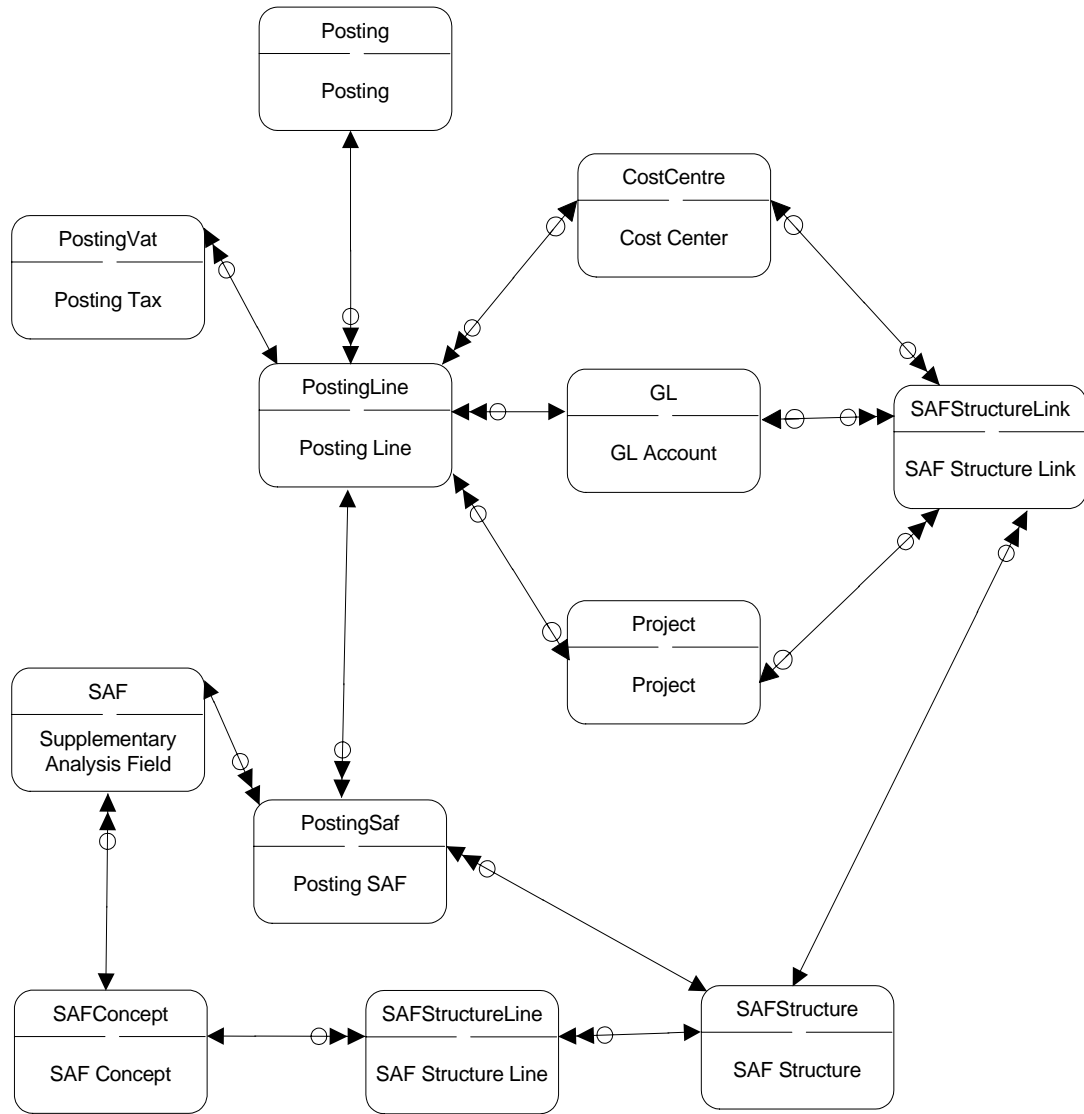 Posting
Posting
CostCentre
Cost Center
PostingVat
Posting Tax
PostingLine
Posting Line
GL
GL Account
SAFStructureLink
SAF Structure Link
Project
Project
SAF
Supplementary
Analysis Field
PostingSaf
Posting SAF
SAFConcept
SAF Concept
SAFStructureLine
SAF Structure Line
SAFStructure
SAF Structure